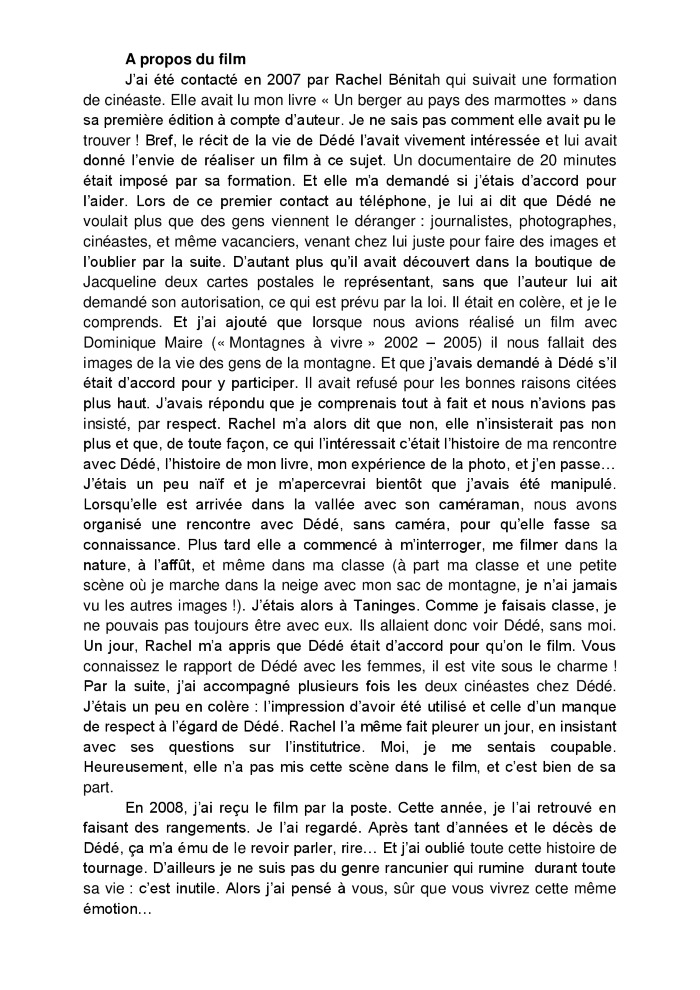 A propos du film
J’ai été contacté en 2007 par Rachel Bénitah qui suivait une formation
de cinéaste. Elle avait lu mon livre « Un berger au pays des marmottes » dans
sa première édition à compte d’auteur. Je ne sais pas comment elle avait pu le
trouver ! Bref, le récit de la vie de Dédé l’avait vivement intéressée et lui avait
donné l’envie de réaliser un film à ce sujet. Un documentaire de 20 minutes
était imposé par sa formation. Et elle m’a demandé si j’étais d’accord pour
l’aider. Lors de ce premier contact au téléphone, je lui ai dit que Dédé ne
voulait plus que des gens viennent le déranger : journalistes, photographes,
cinéastes, et même vacanciers, venant chez lui juste pour faire des images et
l’oublier par la suite. D’autant plus qu’il avait découvert dans la boutique de
Jacqueline deux cartes postales le représentant, sans que l’auteur lui ait
demandé son autorisation, ce qui est prévu par la loi. Il était en colère, et je le
comprends. Et j’ai ajouté que lorsque nous avions réalisé un film avec
Dominique Maire (« Montagnes à vivre » 2002 – 2005) il nous fallait des
images de la vie des gens de la montagne. Et que j’avais demandé à Dédé s’il
était d’accord pour y participer. Il avait refusé pour les bonnes raisons citées
plus haut. J’avais répondu que je comprenais tout à fait et nous n’avions pas
insisté, par respect. Rachel m’a alors dit que non, elle n’insisterait pas non
plus et que, de toute façon, ce qui l’intéressait c’était l’histoire de ma rencontre
avec Dédé, l’histoire de mon livre, mon expérience de la photo, et j’en passe…
J’étais un peu naïf et je m’apercevrai bientôt que j’avais été manipulé.
Lorsqu’elle est arrivée dans la vallée avec son caméraman, nous avons
organisé une rencontre avec Dédé, sans caméra, pour qu’elle fasse sa
connaissance. Plus tard elle a commencé à m’interroger, me filmer dans la
nature, à l’affût, et même dans ma classe (à part ma classe et une petite
scène où je marche dans la neige avec mon sac de montagne, je n’ai jamais
vu les autres images !). J’étais alors à Taninges. Comme je faisais classe, je
ne pouvais pas toujours être avec eux. Ils allaient donc voir Dédé, sans moi.
Un jour, Rachel m’a appris que Dédé était d’accord pour qu’on le film. Vous
connaissez le rapport de Dédé avec les femmes, il est vite sous le charme !
Par la suite, j’ai accompagné plusieurs fois les deux cinéastes chez Dédé.
J’étais un peu en colère : l’impression d’avoir été utilisé et celle d’un manque
de respect à l’égard de Dédé. Rachel l’a même fait pleurer un jour, en insistant
avec ses questions sur l’institutrice. Moi, je me sentais coupable.
Heureusement, elle n’a pas mis cette scène dans le film, et c’est bien de sa
part.
En 2008, j’ai reçu le film par la poste. Cette année, je l’ai retrouvé en
faisant des rangements. Je l’ai regardé. Après tant d’années et le décès de
Dédé, ça m’a ému de le revoir parler, rire… Et j’ai oublié toute cette histoire de
tournage. D’ailleurs je ne suis pas du genre rancunier qui rumine durant toute
sa vie : c’est inutile. Alors j’ai pensé à vous, sûr que vous vivrez cette même
émotion…